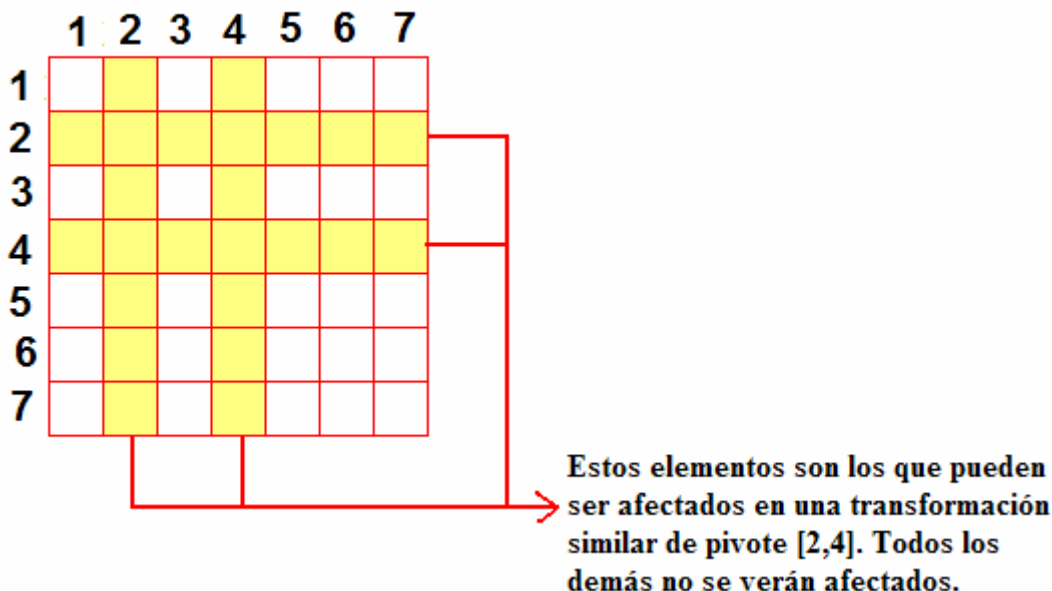 1 2 3 4 5 6 7
1
2
3
4
5
6
7
Estos elementos son los que pueden
ser afectados en una transformación
similar de pivote [2,4]. Todos los
demás no se verán afectados.